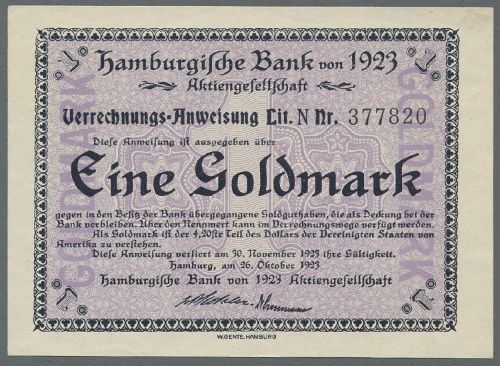 Hamburgische Bank von 1923
Aktiengesellschaft
Verrechnungs-Anweisung Lit. N Nr. 377820
Diese Anweisung ist ausgegeben über
Eine Goldmark
gegen in den Besitz der Bank übergegangene Goldguthaben, die als Deckung bei der
Bank verbleiben. Über den Nennwert kann im Verrechnungswege verfügt werden.
Als Goldmark ist der 4,20ste Teil des Dollars der Vereinigten Staaten von
Amerika zu verstehen.
Diese Anweisung verliert am 30. November 1923 ihre Gültigkeit.
Hamburg, am 26. Oktober 1923
Hamburgische Bank von 1923 Aktiengesellschaft
W. GENTE, HAMBURG
GOLDMARK
GOLDMARK